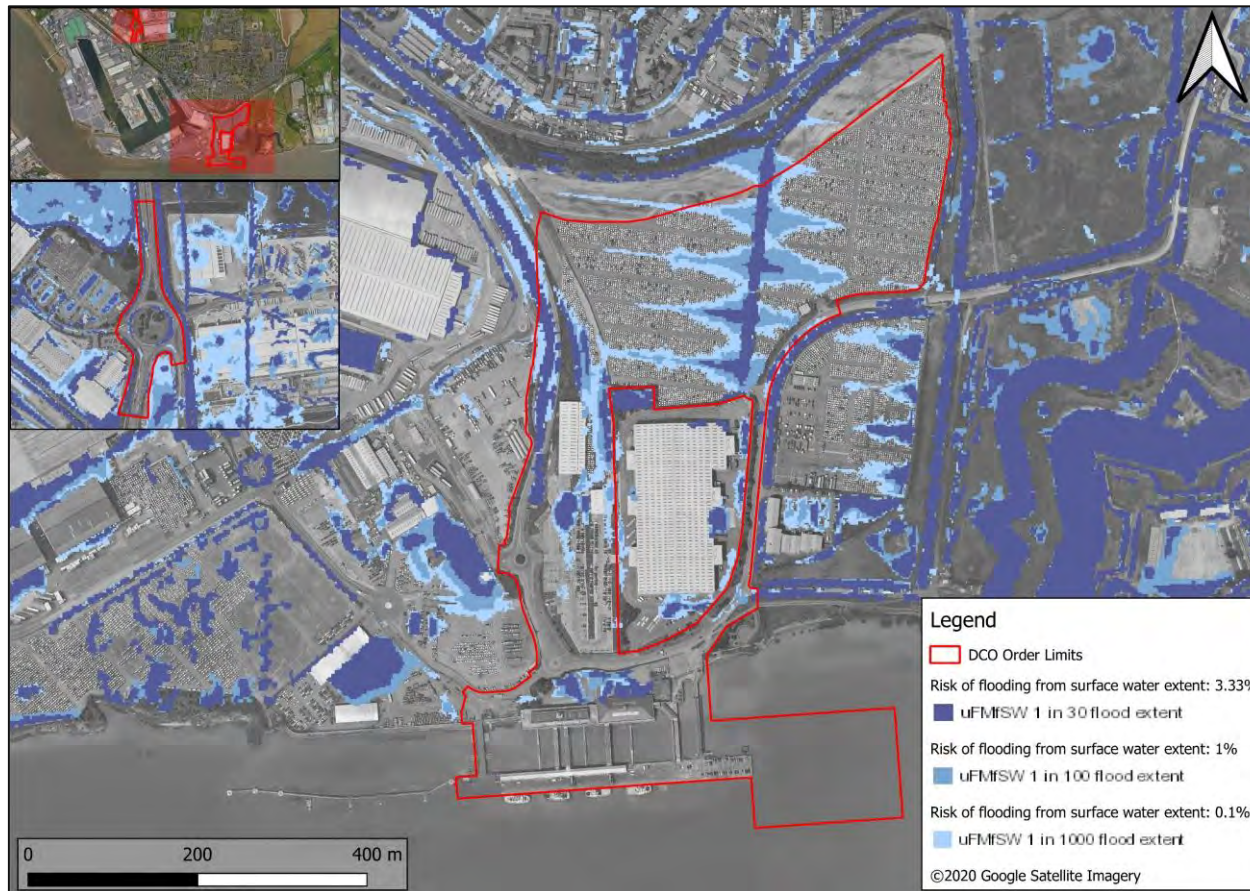 Legend
DCO Order Limits
Risk of flooding from surface water extent: 3.33%
uFMfSW 1 in 30 flood extent
Risk of flooding from surface water extent: 1%
uFMfSW 1 in 100 flood extent
Risk of flooding from surface water extent: 0.1%
uFMfSW 1 in 1000 flood extent
©2020 Google Satellite Imagery
0 200 400 m